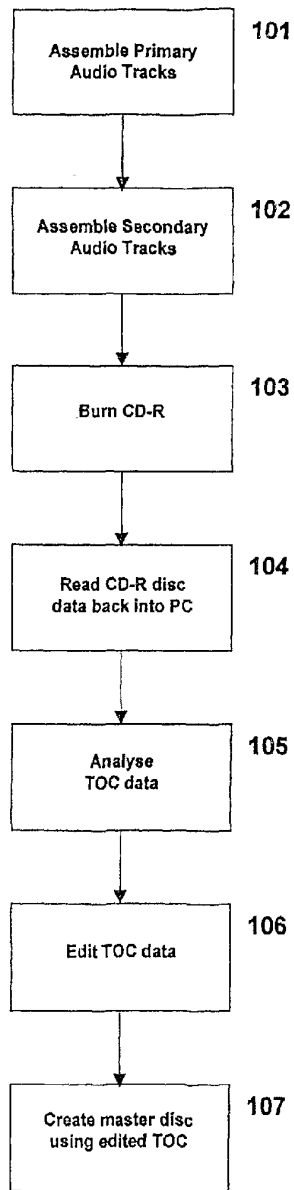 101
Assemble Primary
Audio Tracks
102
Assemble Secondary
Audio Tracks
103
Burn CD-R
104
Read CD-R disc
data back into PC
105
Analyse
TOC data
106
Edit TOC data
107
Create master disc
using edited TOC